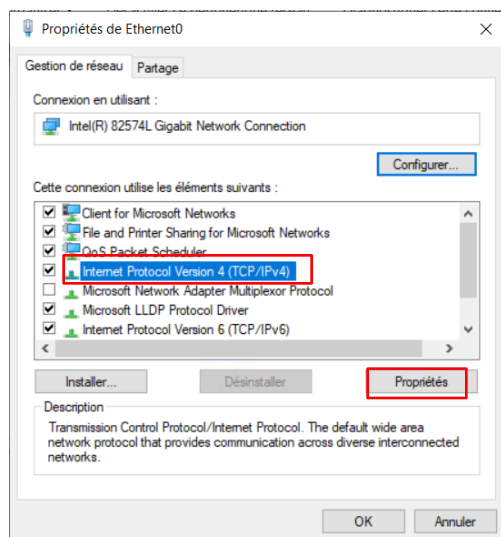 Propriétés de Ethernet0
Gestion de réseau Partage
Connexion en utilisant :
Intel(R) 82574L Gigabit Network Connection
Configurer...
Cette connexion utilise les éléments suivants :
Client for Microsoft Networks
File and Printer Sharing for Microsoft Networks
QoS Packet Scheduler
Internet Protocol Version 4 (TCP/IPv4)
Microsoft Network Adapter Multiplexor Protocol
Microsoft LLDP Protocol Driver
Internet Protocol Version 6 (TCP/IPv6)
Installer... Désinstaller Propriétés
Description
Transmission Control Protocol/Internet Protocol. The default wide area
network protocol that provides communication across diverse interconnected
networks.
OK Annuler